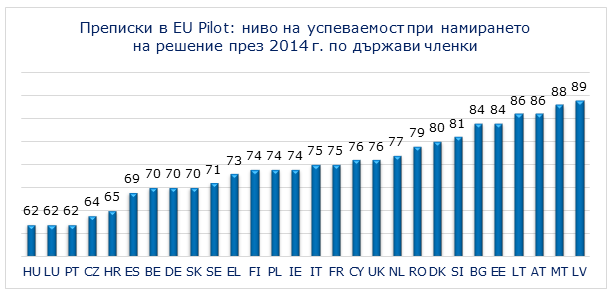 Преписки в EU Pilot: ниво на успеваемост при намирането
на решение през 2014 г. по държави членки
62 62 62 64 65 69 70 70 70 71 73 74 74 74 75 75 76 76 77 79 80 81 84 84 86 86 88 89
HU LU PT CZ HR ES BE DE SK SE EL FI PL IE IT FR CY UK NL RO DK SI BG EE LT AT MT LV